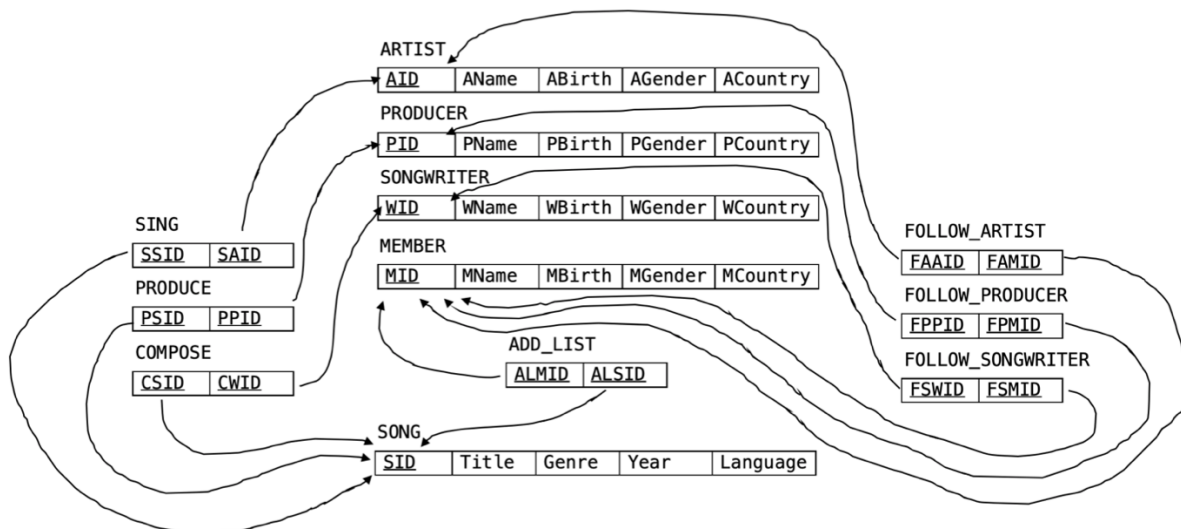 ARTIST
AID AName ABirth AGender ACountry
PRODUCER
PID PName PBirth PGender PCountry
SONGWRITER
WID WName WBirth WGender WCountry
MEMBER
MID MName MBirth MGender MCountry
SING
SSID SAID
PRODUCE
PSID PPID
COMPOSE
CSID CWID
ADD_LIST
ALMID ALSID
FOLLOW_ARTIST
FAAID FAMID
FOLLOW_PRODUCER
FPPID FPMID
FOLLOW_SONGWRITER
FSWID FSMID
SONG
SID Title Genre Year Language